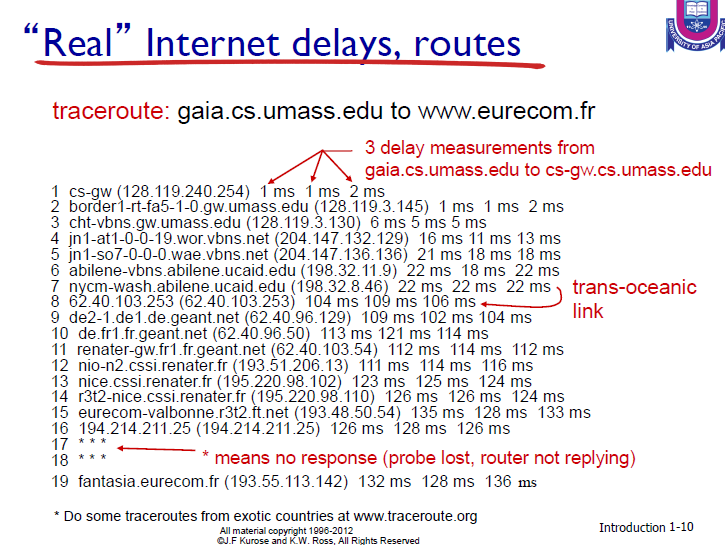 “Real” Internet delays, routes
UNIVERSITY OF ASIA PACIFIC
traceroute: gaia.cs.umass.edu to www.eurecom.fr
3 delay measurements from
gaia.cs.umass.edu to cs-gw.cs.umass.edu
1 cs-gw (128.119.240.254) 1 ms 1 ms 2 ms
2 border1-rt-fa5-1-0.gw.umass.edu (128.119.3.145) 1 ms 1 ms 2 ms
3 cht-vbns.gw.umass.edu (128.119.3.130) 6 ms 5 ms 5 ms
4 jn1-at1-0-0-19.wor.vbns.net (204.147.132.129) 16 ms 11 ms 13 ms
5 jn1-so7-0-0-0.wae.vbns.net (204.147.136.136) 21 ms 18 ms 18 ms
6 abilene-vbns.abilene.ucaid.edu (198.32.11.9) 22 ms 18 ms 22 ms
7 nycm-wash.abilene.ucaid.edu (198.32.8.46) 22 ms 22 ms 22 ms
trans-oceanic
link
8 62.40.103.253 (62.40.103.253) 104 ms 109 ms 106 ms
9 de2-1.de1.de.geant.net (62.40.96.129) 109 ms 102 ms 104 ms
10 de.fr1.fr.geant.net (62.40.96.50) 113 ms 121 ms 114 ms
11 renater-gw.fr1.fr.geant.net (62.40.103.54) 112 ms 114 ms 112 ms
12 nio-n2.cssi.renater.fr (193.51.206.13) 111 ms 114 ms 116 ms
13 nice.cssi.renater.fr (195.220.98.102) 123 ms 125 ms 124 ms
14 r3t2-nice.cssi.renater.fr (195.220.98.110) 126 ms 126 ms 124 ms
15 eurecom-valbonne.r3t2.ft.net (193.48.50.54) 135 ms 128 ms 133 ms
16 194.214.211.25 (194.214.211.25) 126 ms 128 ms 126 ms
17 * * *
18 * * *
* means no response (probe lost, router not replying)
19 fantasia.eurecom.fr (193.55.113.142) 132 ms 128 ms 136 ms
* Do some traceroutes from exotic countries at www.traceroute.org
All material copyright 1996-2012
©J.F Kurose and K.W. Ross, All Rights Reserved
Introduction 1-10